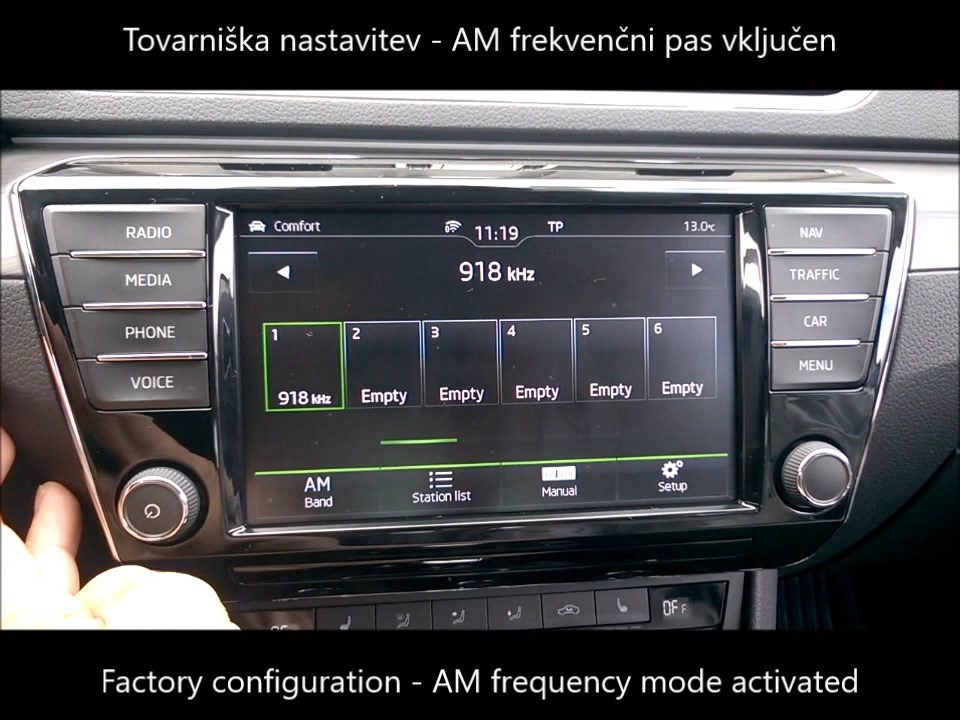 Tovarniška nastavitev - AM frekvenčni pas vključen
RADIO
MEDIA
PHONE
VOICE
Comfort
11:19
TP
13.0°C
918 kHz
1
918 kHz
2
Empty
3
Empty
4
Empty
5
Empty
6
Empty
AM
Band
Station list
Manual
Setup
NAV
TRAFFIC
CAR
MENU
OFF
Factory configuration - AM frequency mode activated